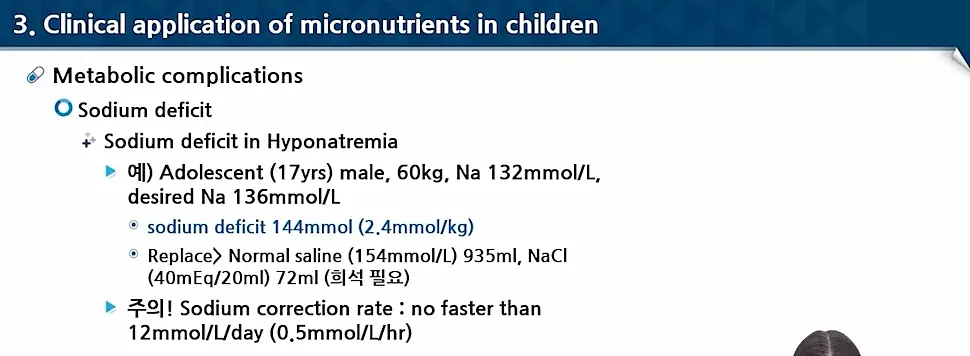 3. Clinical application of micronutrients in children
Metabolic complications
Sodium deficit
Sodium deficit in Hyponatremia
예) Adolescent (17yrs) male, 60kg, Na 132mmol/L,
desired Na 136mmol/L
sodium deficit 144mmol (2.4mmol/kg)
Replace> Normal saline (154mmol/L) 935ml, NaCl
(40mEq/20ml) 72ml (희석 필요)
주의! Sodium correction rate : no faster than
12mmol/L/day (0.5mmol/L/hr)